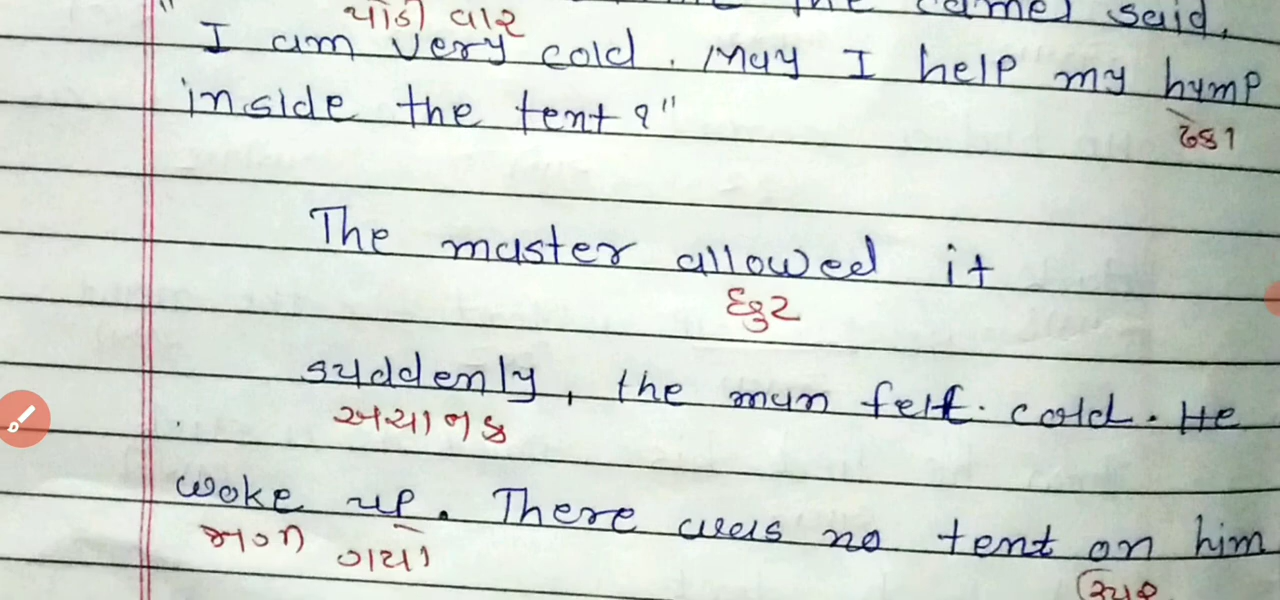 the camel said,
થોડી વાર
"I am very cold. May I help my hump
inside the tent?"
ઢેકા
The master allowed it
suddenly, the man felt cold. He
અચાનક
woke up. There was no tent on him
ગયો